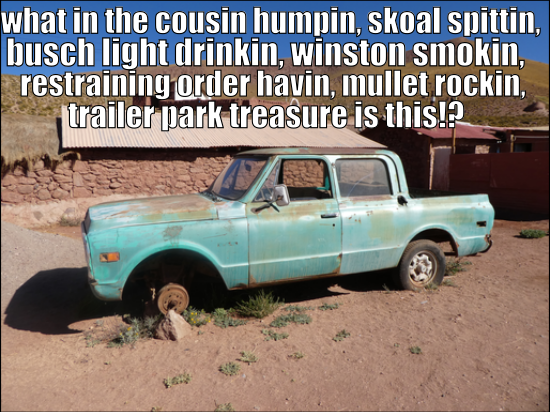 what in the cousin humpin, skoal spittin,
busch light drinkin, winston smokin,
restraining order havin, mullet rockin,
trailer park treasure is this!?